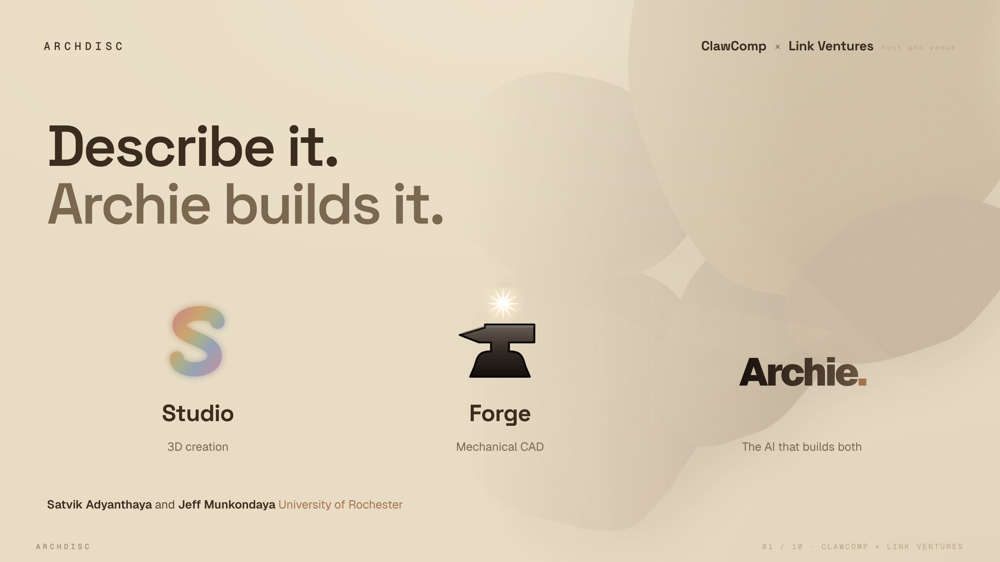 ARCHDISC
ClawComp × Link Ventures host and venue
Describe it.
Archie builds it.
S
Archie.
Studio
Forge
3D creation
Mechanical CAD
The AI that builds both
Satvik Adyanthaya and Jeff Munkondaya University of Rochester
ARCHDISC
01 / 10 · CLAWCOMP × LINK VENTURES